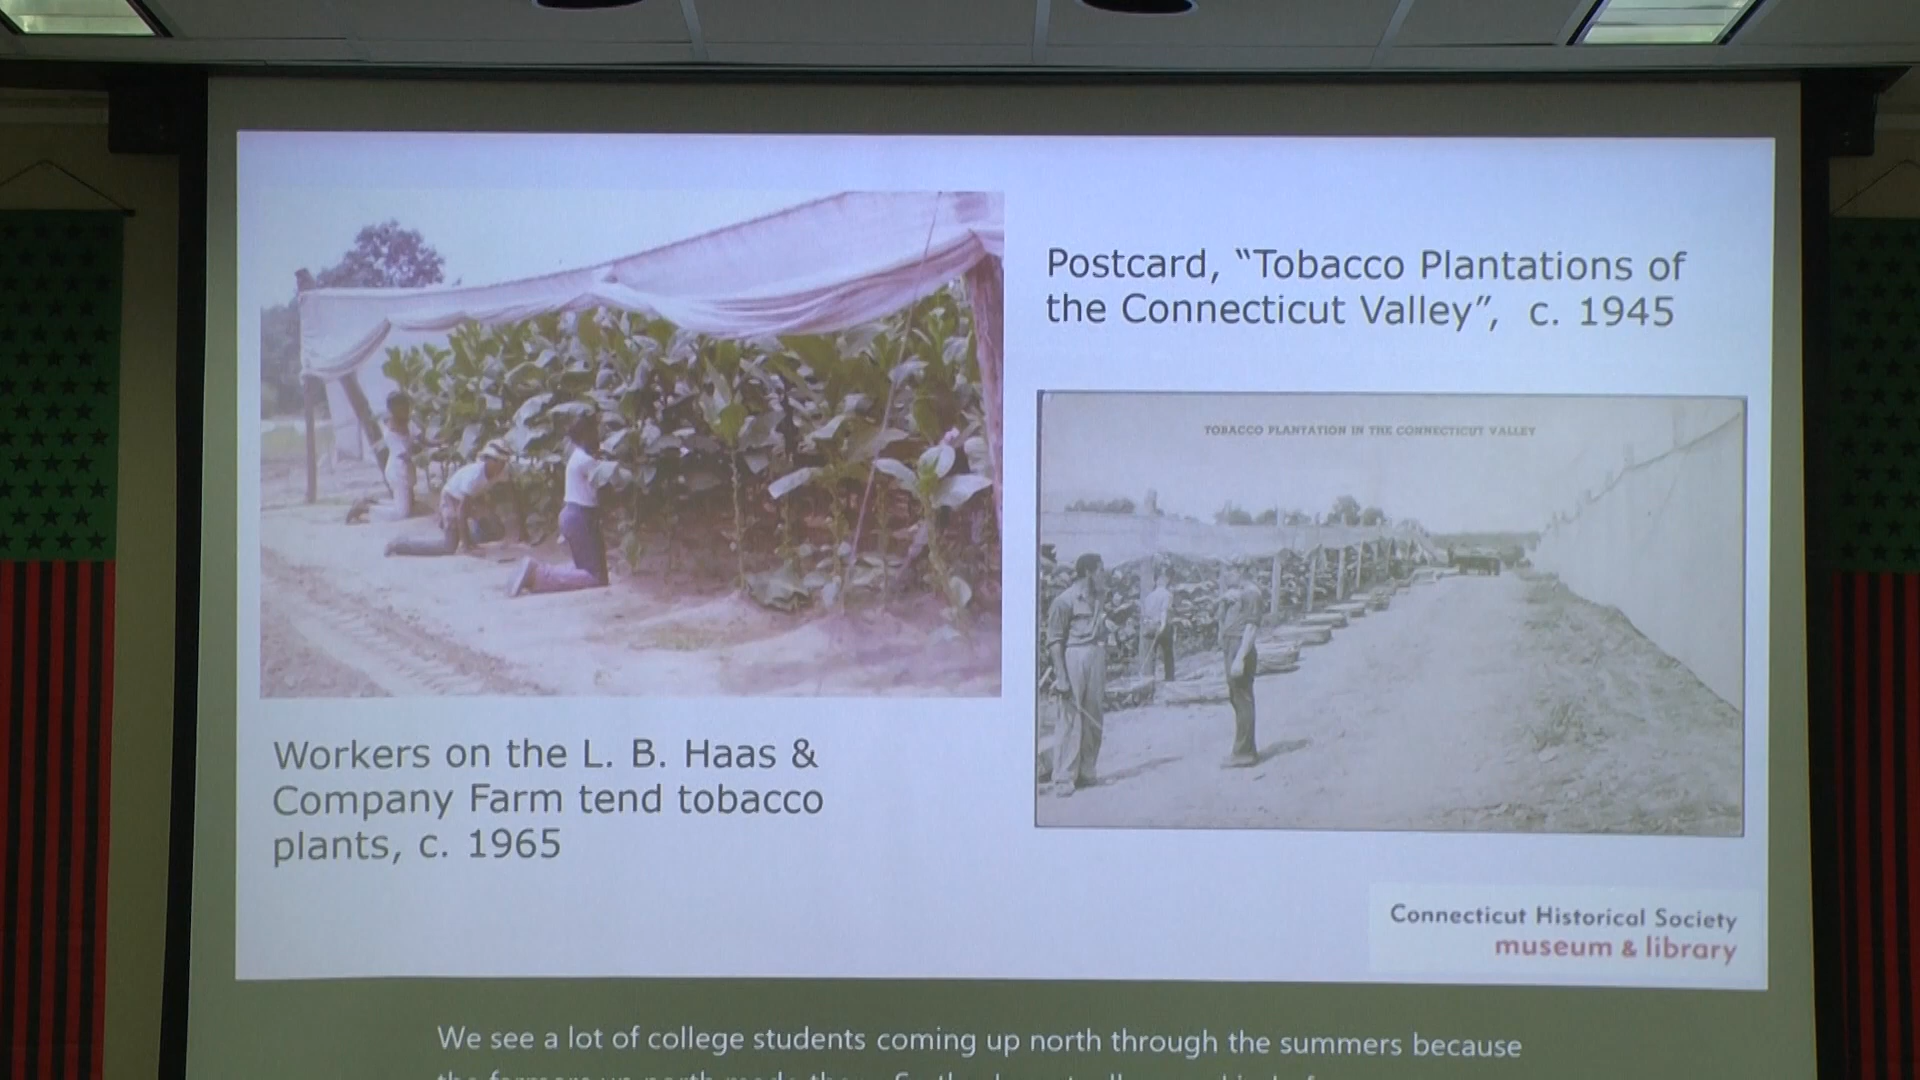 Postcard, “Tobacco Plantations of
the Connecticut Valley”, c. 1945
TOBACCO PLANTATION IN THE CONNECTICUT VALLEY
Workers on the L. B. Haas &
Company Farm tend tobacco
plants, c. 1965
Connecticut Historical Society
museum & library
We see a lot of college students coming up north through the summers because